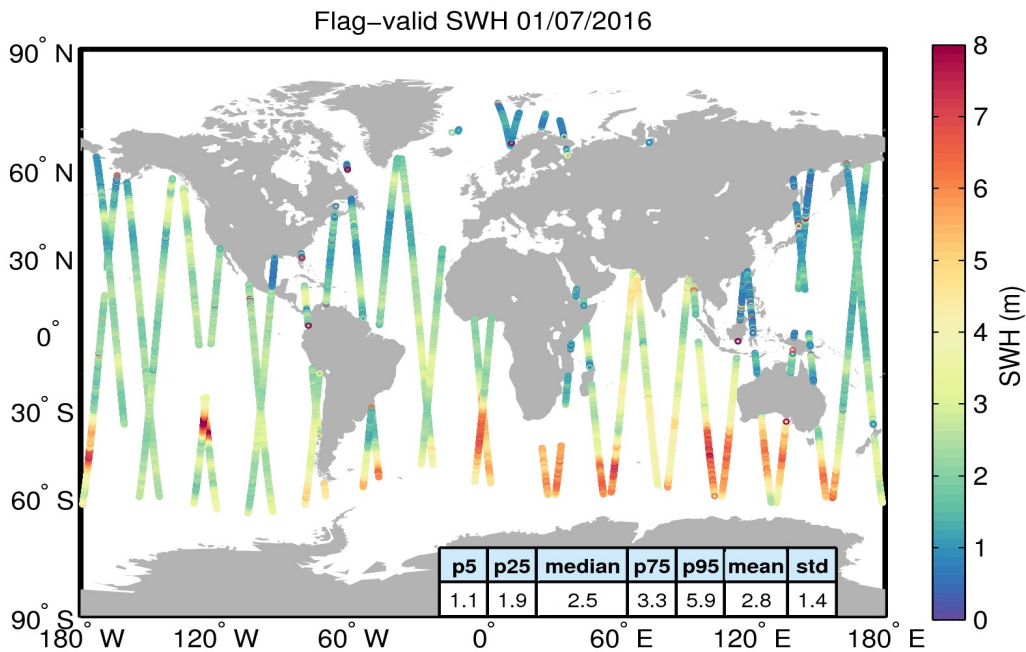 Flag−valid SWH 01/07/2016
90° N
60° N
30° N
0°
30° S
60° S
90° S
180° W
120° W
60° W
0°
60° E
120° E
180° E
p5 p25 median p75 p95 mean std
1.1 1.9 2.5 3.3 5.9 2.8 1.4
8
7
6
5
4
3
2
1
0
SWH (m)